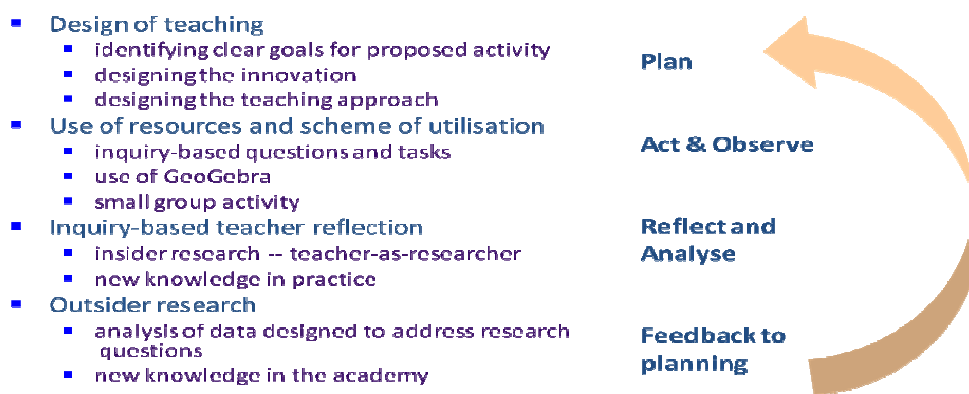 Design of teaching
identifying clear goals for proposed activity
designing the innovation
designing the teaching approach
Use of resources and scheme of utilisation
inquiry-based questions and tasks
use of GeoGebra
small group activity
Inquiry-based teacher reflection
insider research -- teacher-as-researcher
new knowledge in practice
Outsider research
analysis of data designed to address research
questions
new knowledge in the academy
Plan
Act & Observe
Reflect and
Analyse
Feedback to
planning